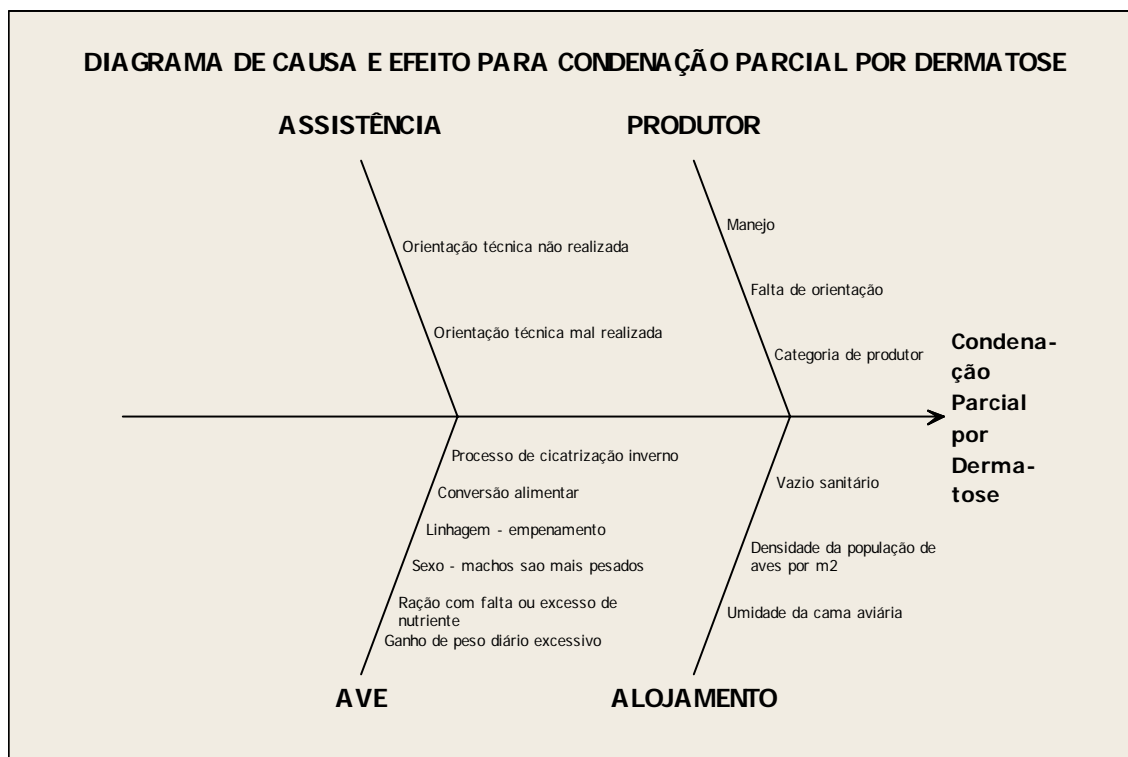 DIAGRAMA DE CAUSA E EFEITO PARA CONDENAÇÃO PARCIAL POR DERMATOSE
ASSISTÊNCIA
PRODUTOR
Orientação técnica não realizada
Orientação técnica mal realizada
Manejo
Falta de orientação
Categoria de produtor
Condena-
ção
Parcial
por
Derma-
tose
Processo de cicatrização inverno
Conversão alimentar
Linhagem - empenamento
Sexo - machos sao mais pesados
Ração com falta ou excesso de
nutriente
Ganho de peso diário excessivo
Vazio sanitário
Densidade da população de
aves por m2
Umidade da cama aviária
AVE
ALOJAMENTO